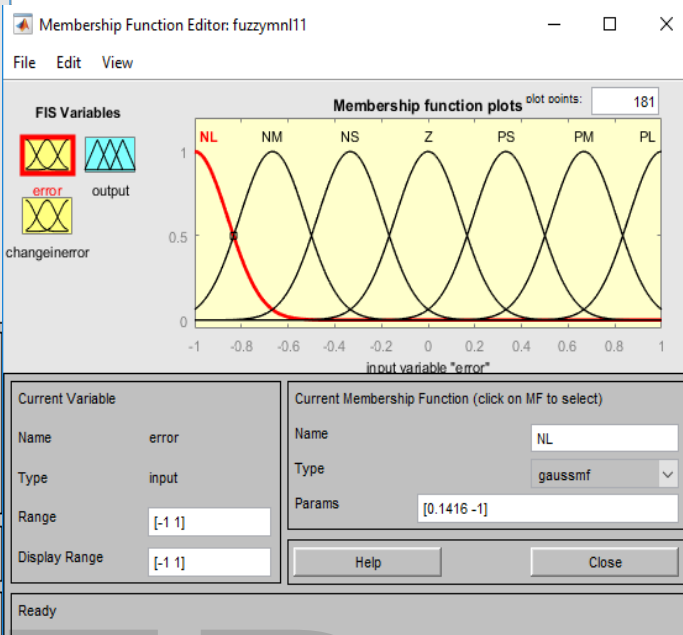 Membership Function Editor: fuzzymnl11
File Edit View
FIS Variables
Membership function plots plot points: 181
NL NM NS Z PS PM PL
1
0.5
0
error output
changeinerror
-1 -0.8 -0.6 -0.4 -0.2 0 0.2 0.4 0.6 0.8 1
input variable "error"
Current Variable
Name error
Type input
Range [-1 1]
Display Range [-1 1]
Current Membership Function (click on MF to select)
Name NL
Type gaussmf
Params [0.1416 -1]
Help Close
Ready